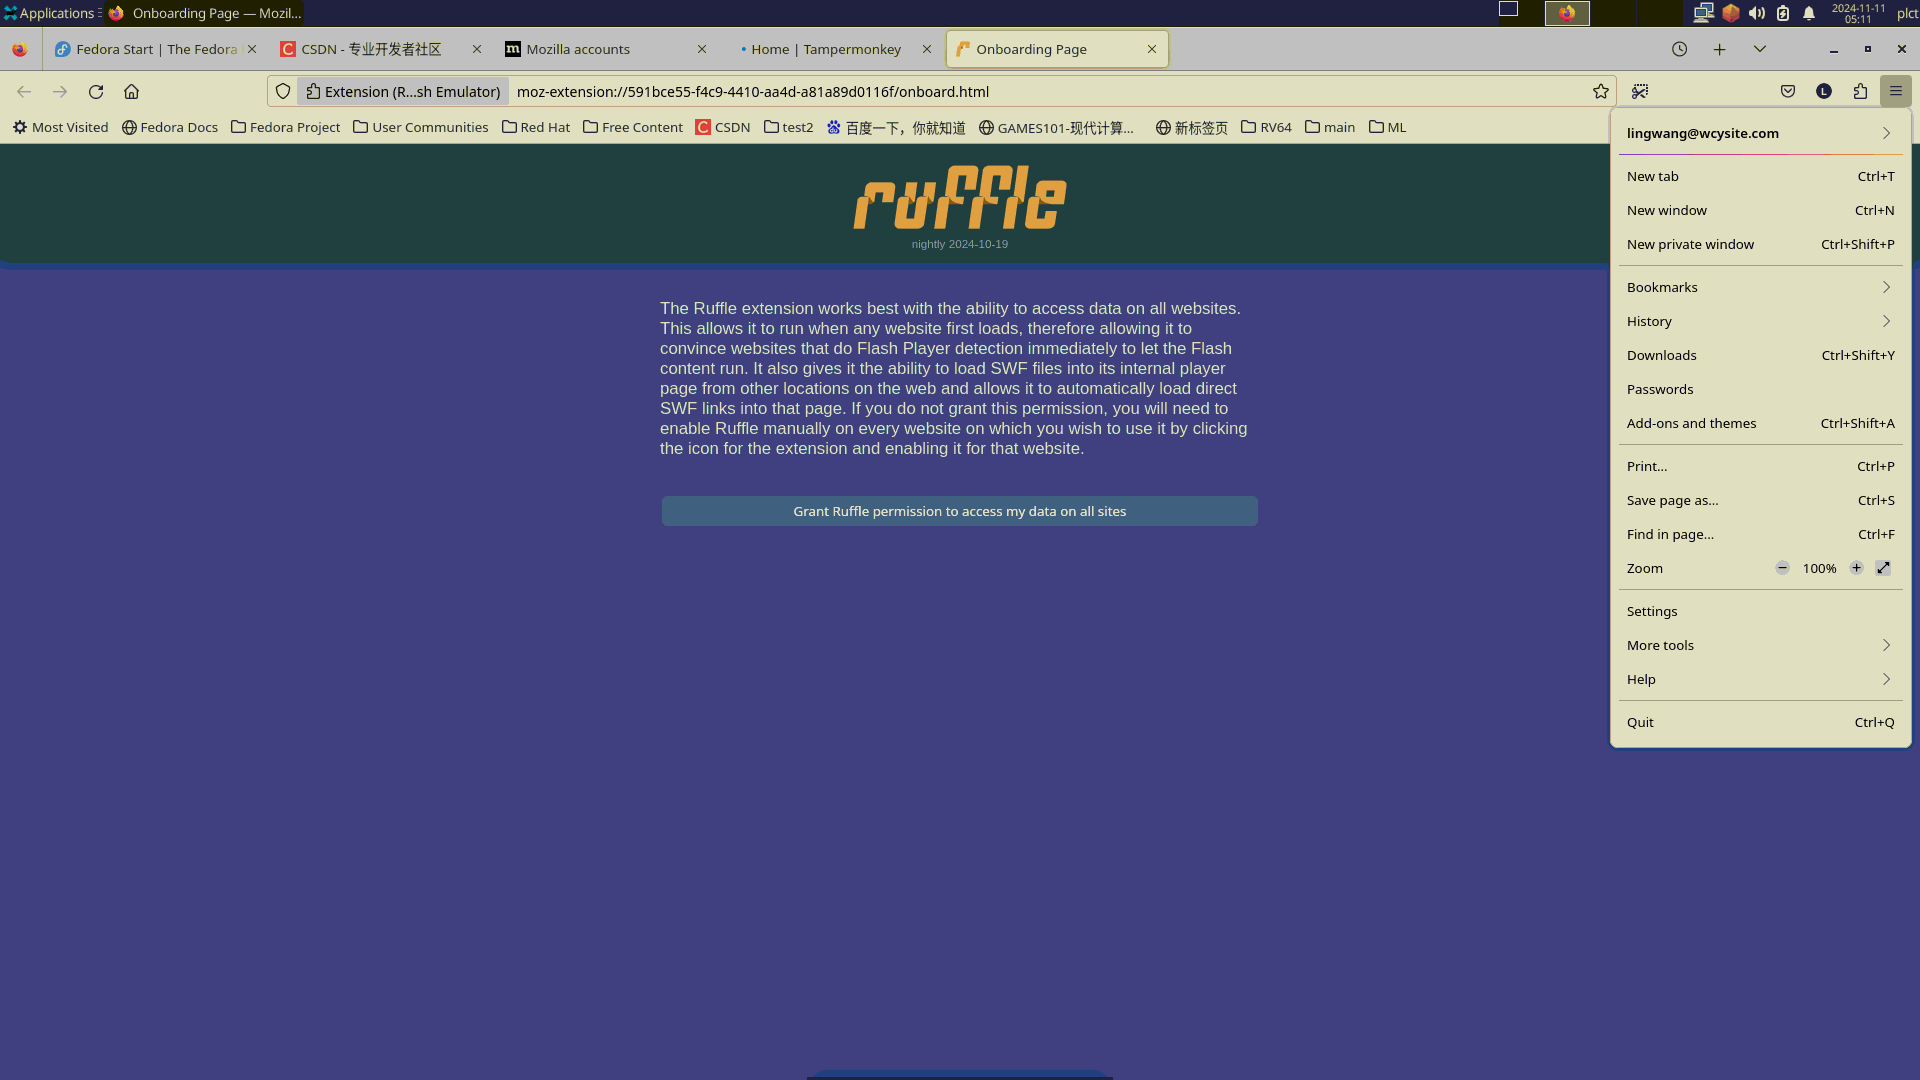 Applications
Onboarding Page — Mozil...
2024-11-11
05:11
plct
Fedora Start | The Fedora
CSDN - 专业开发者社区
Mozilla accounts
Home | Tampermonkey
Onboarding Page
Extension (R...sh Emulator)
moz-extension://591bce55-f4c9-4410-aa4d-a81a89d0116f/onboard.html
Most Visited
Fedora Docs
Fedora Project
User Communities
Red Hat
Free Content
CSDN
test2
百度一下，你就知道
GAMES101-现代计算...
新标签页
RV64
main
ML
ruffle
nightly 2024-10-19
The Ruffle extension works best with the ability to access data on all websites.
This allows it to run when any website first loads, therefore allowing it to
convince websites that do Flash Player detection immediately to let the Flash
content run. It also gives it the ability to load SWF files into its internal player
page from other locations on the web and allows it to automatically load direct
SWF links into that page. If you do not grant this permission, you will need to
enable Ruffle manually on every website on which you wish to use it by clicking
the icon for the extension and enabling it for that website.
Grant Ruffle permission to access my data on all sites
lingwang@wcysite.com
New tab Ctrl+T
New window Ctrl+N
New private window Ctrl+Shift+P
Bookmarks
History
Downloads Ctrl+Shift+Y
Passwords
Add-ons and themes Ctrl+Shift+A
Print... Ctrl+P
Save page as... Ctrl+S
Find in page... Ctrl+F
Zoom 100%
Settings
More tools
Help
Quit Ctrl+Q